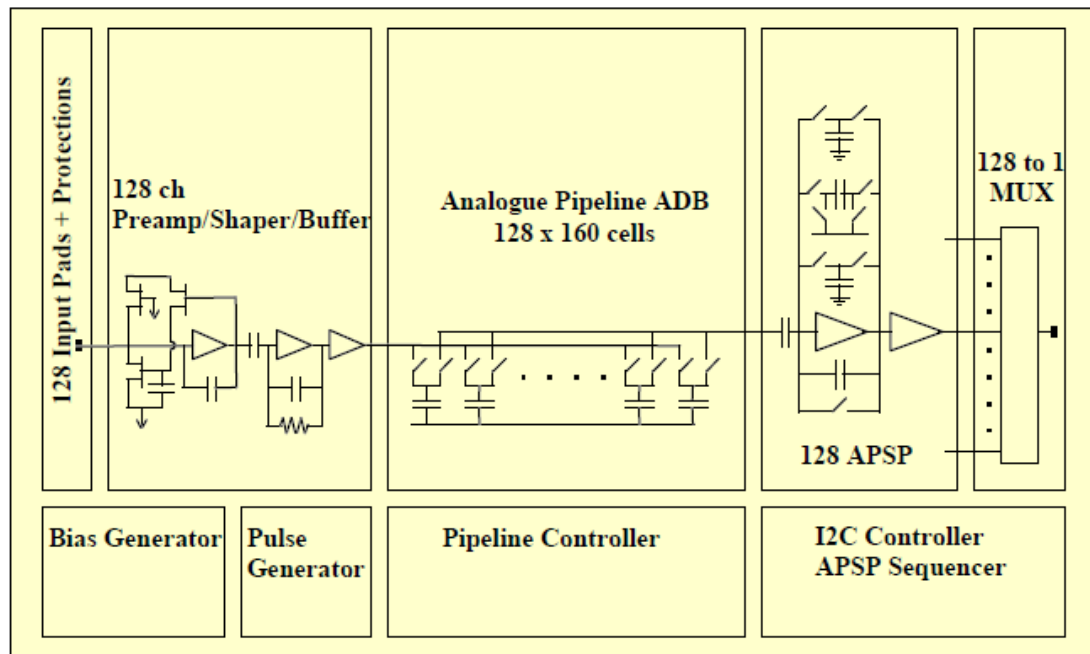 128 Input Pads + Protections
128 ch
Preamp/Shaper/Buffer
Analogue Pipeline ADB
128 x 160 cells
128 APSP
128 to 1
MUX
Bias Generator
Pulse
Generator
Pipeline Controller
I2C Controller
APSP Sequencer